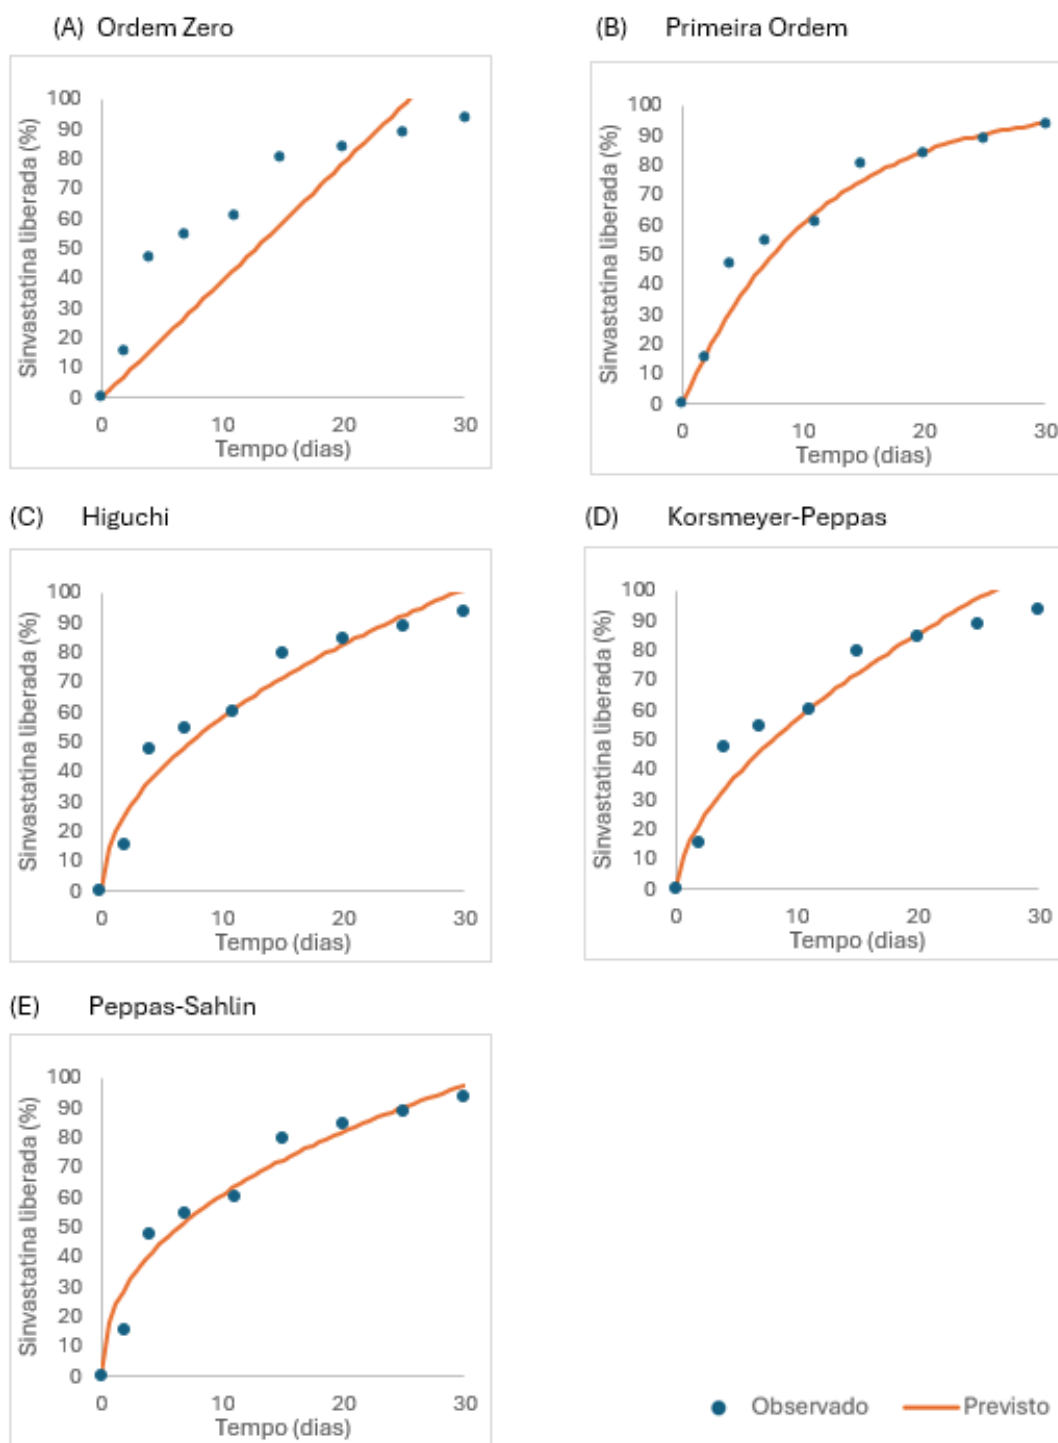 (A) Ordem Zero
Sinvastatina liberada (%)
100
90
80
70
60
50
40
30
20
10
0
0 10 20 30
Tempo (dias)
(B) Primeira Ordem
Sinvastatina liberada (%)
100
90
80
70
60
50
40
30
20
10
0
0 10 20 30
Tempo (dias)
(C) Higuchi
Sinvastatina liberada (%)
100
90
80
70
60
50
40
30
20
10
0
0 10 20 30
Tempo (dias)
(D) Korsmeyer-Peppas
Sinvastatina liberada (%)
100
90
80
70
60
50
40
30
20
10
0
0 10 20 30
Tempo (dias)
(E) Peppas-Sahlin
Sinvastatina liberada (%)
100
90
80
70
60
50
40
30
20
10
0
0 10 20 30
Tempo (dias)
Observado Previsto